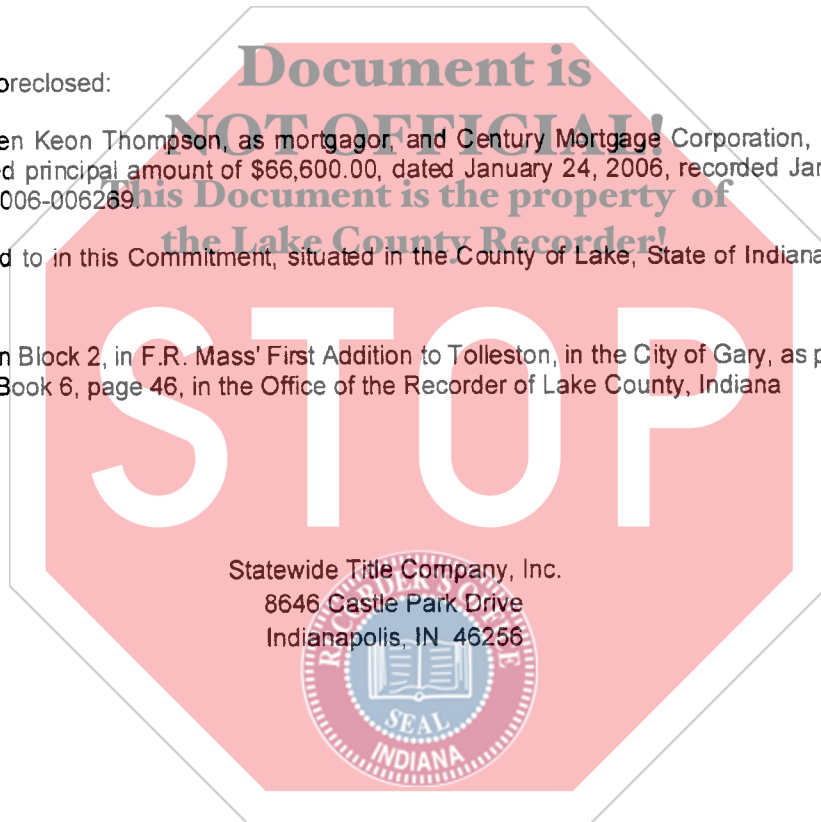 Document is
oreclosed:
NOT OFFICIAL!
en Keon Thompson, as mortgagor, and Century Mortgage Corporation,
d principal amount of $66,600.00, dated January 24, 2006, recorded Jan
This Document is the property of
006-006269.
the Lake County Recorder!
d to in this Commitment, situated in the County of Lake, State of Indiana
STOP
n Block 2, in F.R. Mass' First Addition to Tolleston, in the City of Gary, as p
Book 6, page 46, in the Office of the Recorder of Lake County, Indiana
Statewide Title Company, Inc.
8646 Castle Park Drive
Indianapolis, IN 46256
RECORDER'S OFFICE
SEAL
INDIANA